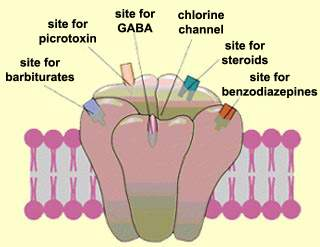 site for
picrotoxin
site for
GABA
chlorine
channel
site for
steroids
site for
barbiturates
site for
benzodiazepines